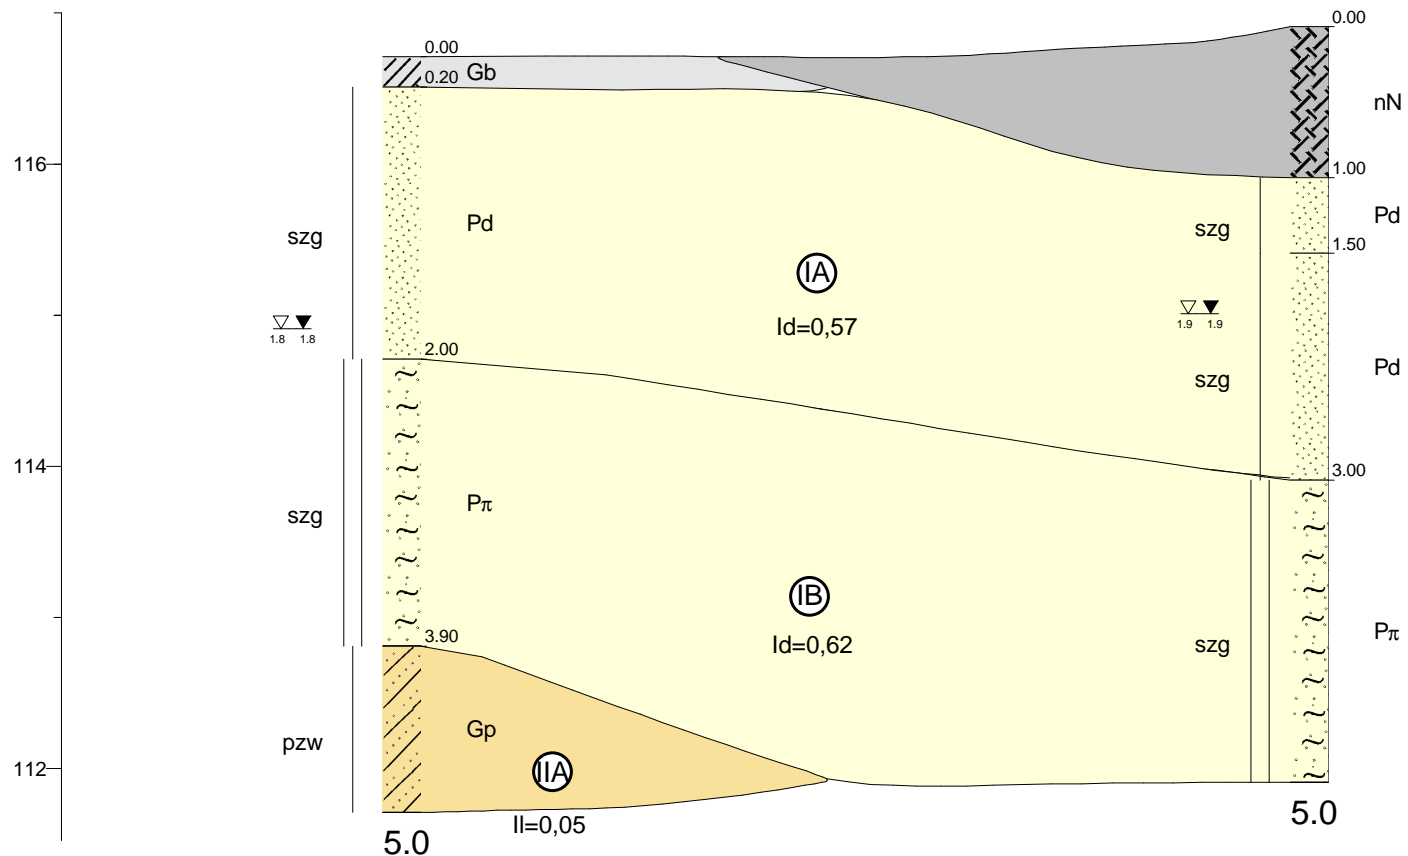 0.00
0.00
0.20
Gb
nN
116
1.00
Pd
szg
Pd
szg
1.50
IA
1.8 1.8
Id=0,57
1.9 1.9
2.00
Pd
szg
114
3.00
szg
Pπ
IB
Pπ
3.90
Id=0,62
szg
Gp
pzw
112
IIA
Il=0,05
5.0
5.0